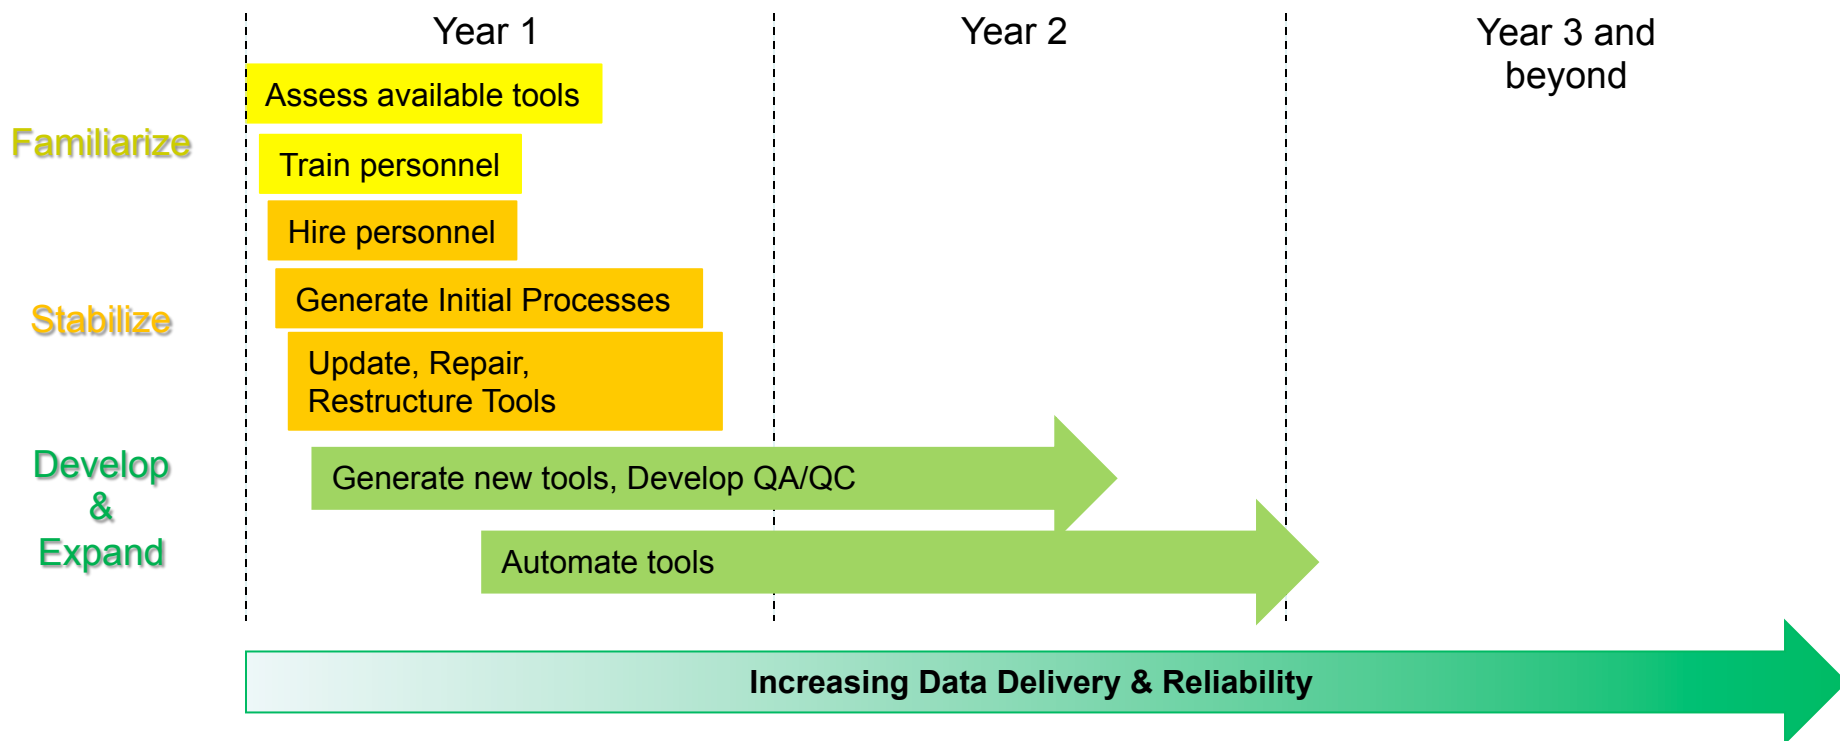 Year 1
Year 2
Year 3 and
beyond
Familiarize
Assess available tools
Train personnel
Stabilize
Hire personnel
Generate Initial Processes
Update, Repair,
Restructure Tools
Develop
&
Expand
Generate new tools, Develop QA/QC
Automate tools
Increasing Data Delivery & Reliability